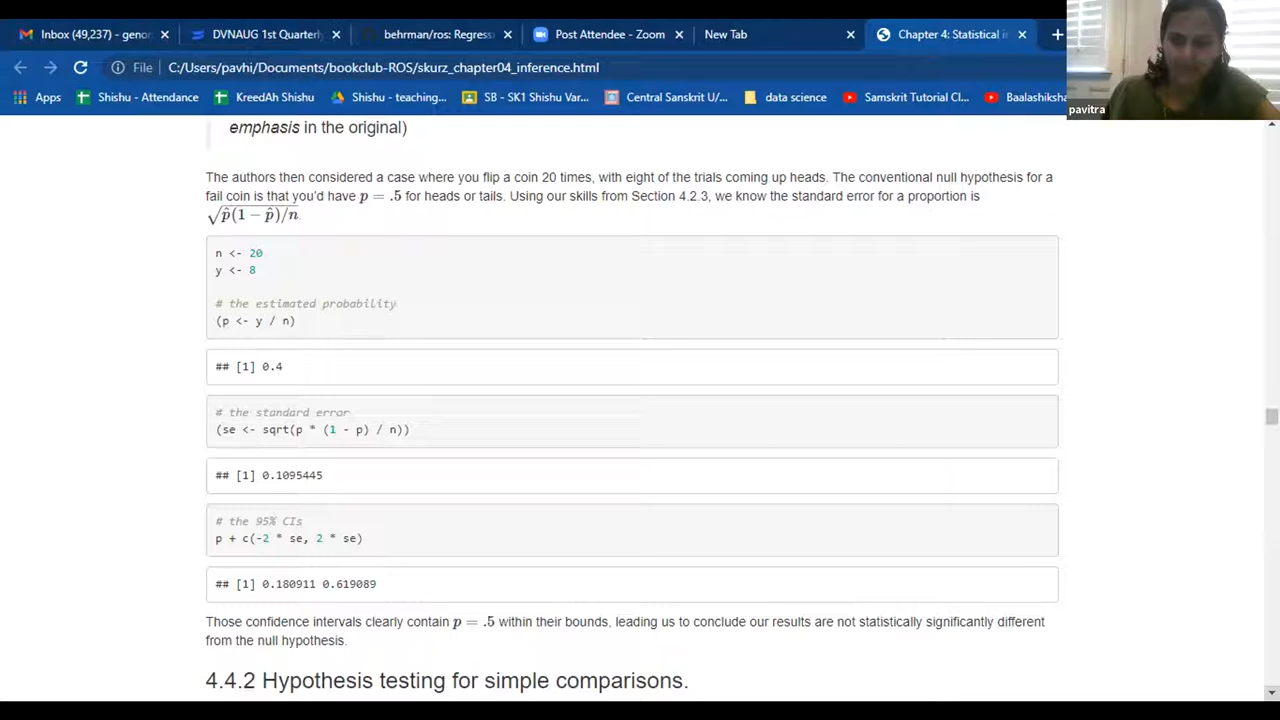 Inbox (49,237) - genor
DVNAUG 1st Quarterl
behrman/ros: Regress
Post Attendee - Zoom
New Tab
Chapter 4: Statistical i
File
C:/Users/pavhi/Documents/bookclub-ROS/skurz_chapter04_inference.html
Apps
Shishu - Attendance
KreedAh Shishu
Shishu - teaching...
SB - SK1 Shishu Var...
Central Sanskrit U/...
data science
Samskrit Tutorial Cl...
Baalashiksha
pavitra
emphasis in the original)
The authors then considered a case where you flip a coin 20 times, with eight of the trials coming up heads. The conventional null hypothesis for a
fail coin is that you'd have p = .5 for heads or tails. Using our skills from Section 4.2.3, we know the standard error for a proportion is
√p̂(1 − p̂)/n.
n <- 20
y <- 8
# the estimated probability
(p <- y / n)
## [1] 0.4
# the standard error
(se <- sqrt(p * (1 - p) / n))
## [1] 0.1095445
# the 95% CIs
p + c(-2 * se, 2 * se)
## [1] 0.180911 0.619089
Those confidence intervals clearly contain p = .5 within their bounds, leading us to conclude our results are not statistically significantly different
from the null hypothesis.
4.4.2 Hypothesis testing for simple comparisons.